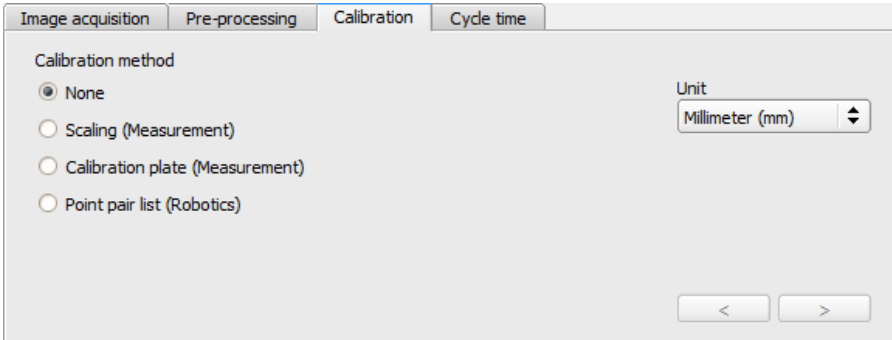 Image acquisition Pre-processing Calibration Cycle time
Calibration method
None
Unit
Millimeter (mm)
Scaling (Measurement)
Calibration plate (Measurement)
Point pair list (Robotics)
< >